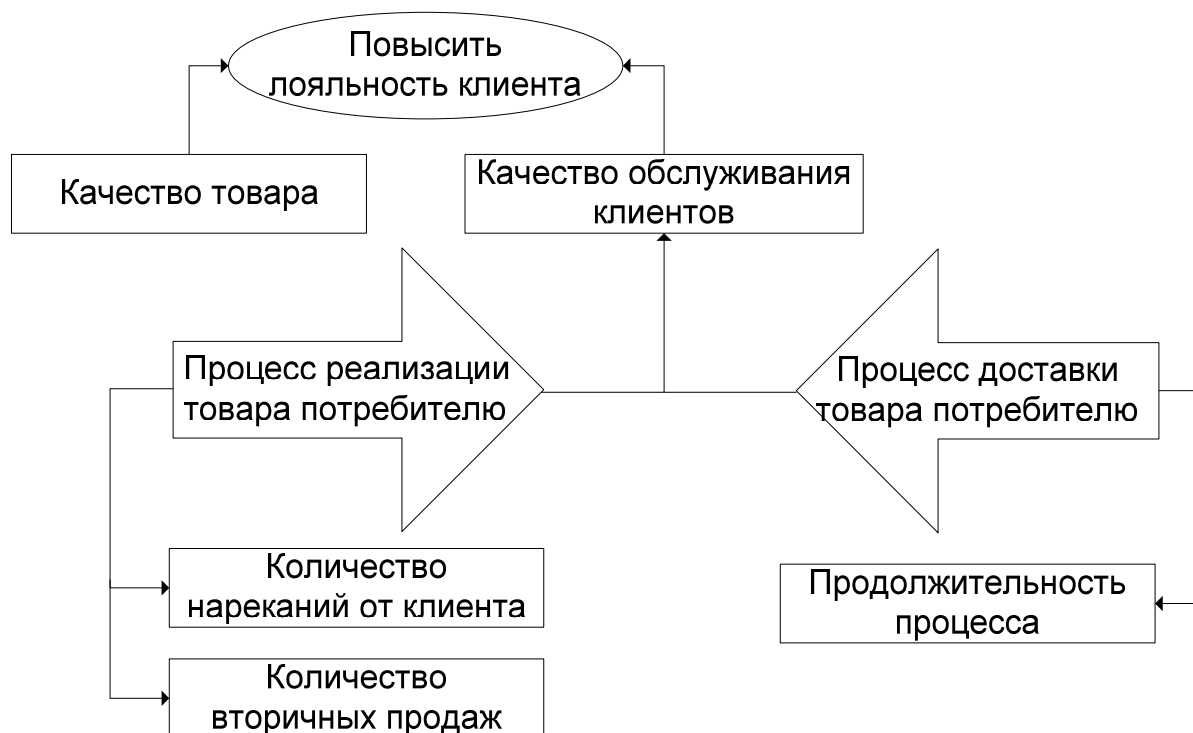 Повысить
лояльность клиента
Качество товара
Качество обслуживания
клиентов
Процесс реализации
товара потребителю
Процесс доставки
товара потребителю
Количество
нареканий от клиента
Продолжительность
процесса
Количество
вторичных продаж